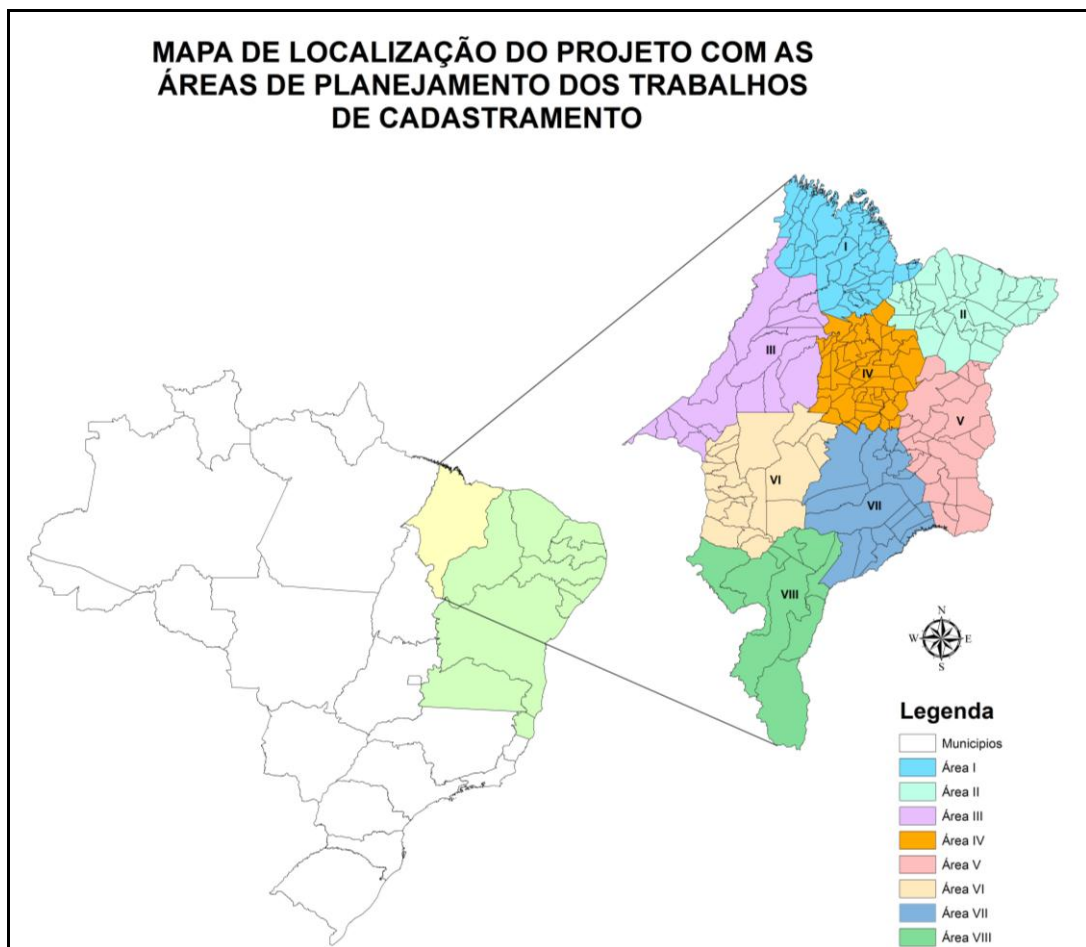 MAPA DE LOCALIZAÇÃO DO PROJETO COM AS
ÁREAS DE PLANEJAMENTO DOS TRABALHOS
DE CADASTRAMENTO
I
II
III
IV
V
VI
VII
VIII
N
W E
S
Legenda
Municipios
Área I
Área II
Área III
Área IV
Área V
Área VI
Área VII
Área VIII